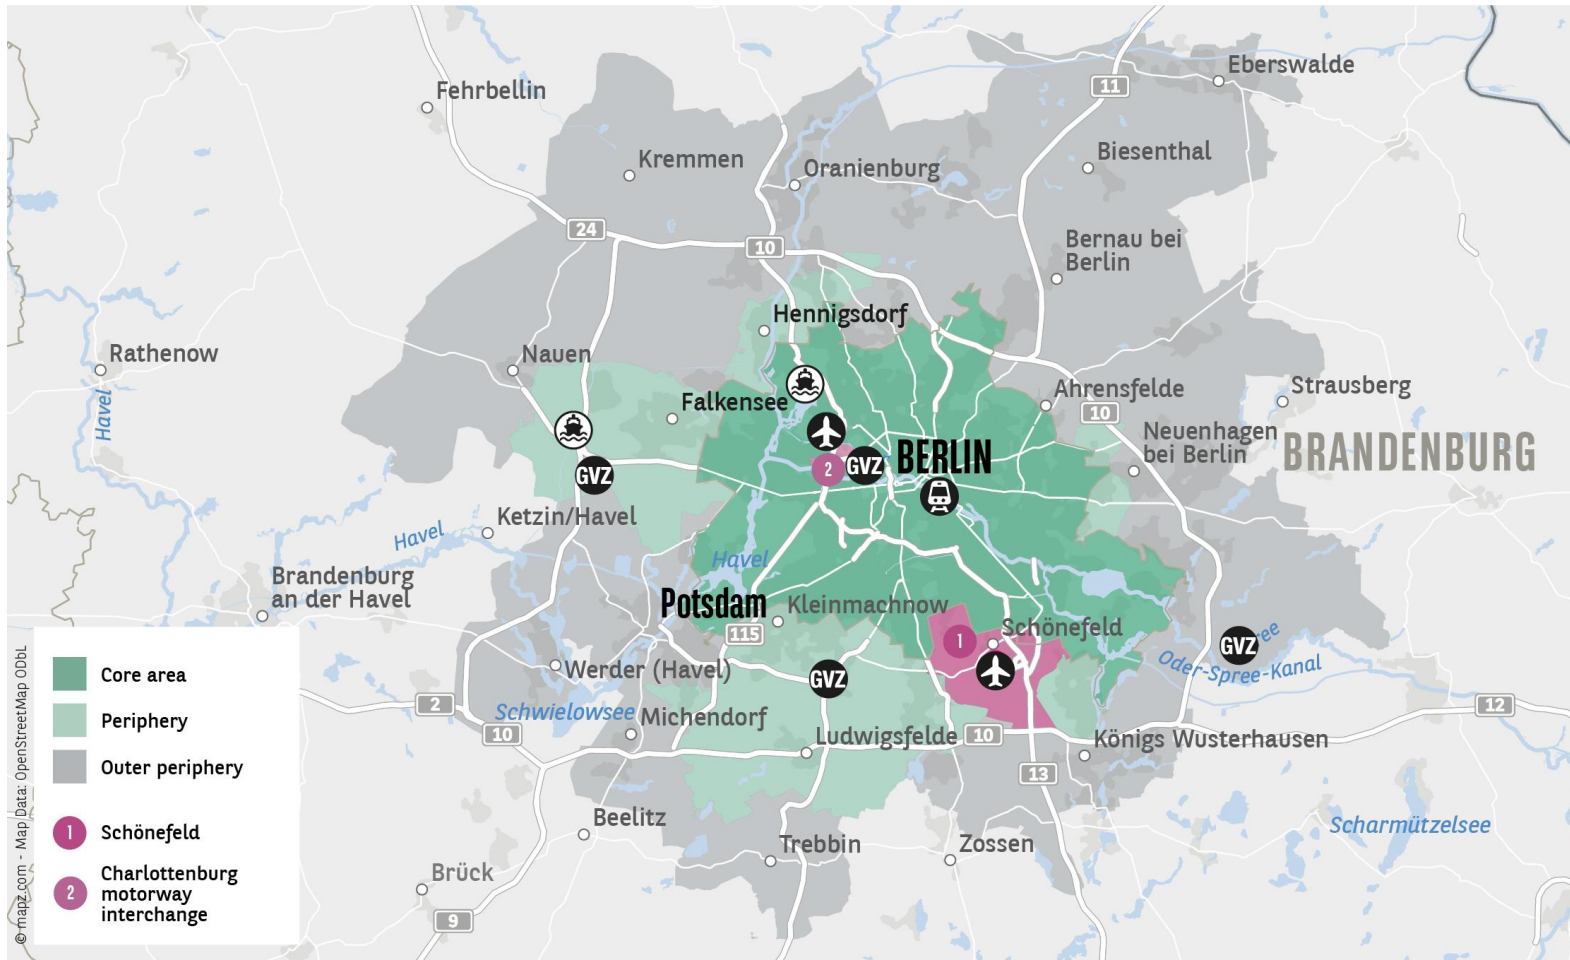 Eberswalde
11
Fehrbellin
Biesenthal
Kremmen
Oranienburg
24
10
Bernau bei
Berlin
Hennigsdorf
Rathenow
Nauen
Havel
Falkensee
Ahrensfelde
10
Strausberg
Neuenhagen
bei Berlin
BRANDENBURG
BERLIN
2
GVZ
GVZ
Ketzin/Havel
Havel
Havel
Brandenburg
an der Havel
Potsdam
Kleinmachnow
115
1
Schönefeld
GVZ
ree
Oder-Spree-Kanal
Werder (Havel)
GVZ
2
Schwielowsee
Michendorf
10
Ludwigsfelde
10
12
Königs Wusterhausen
13
Beelitz
Trebbin
Zossen
Scharmützelsee
Brück
9
Core area
Periphery
Outer periphery
1
Schönefeld
2
Charlottenburg
motorway
interchange
© mapz.com - Map Data: OpenStreetMap ODbL